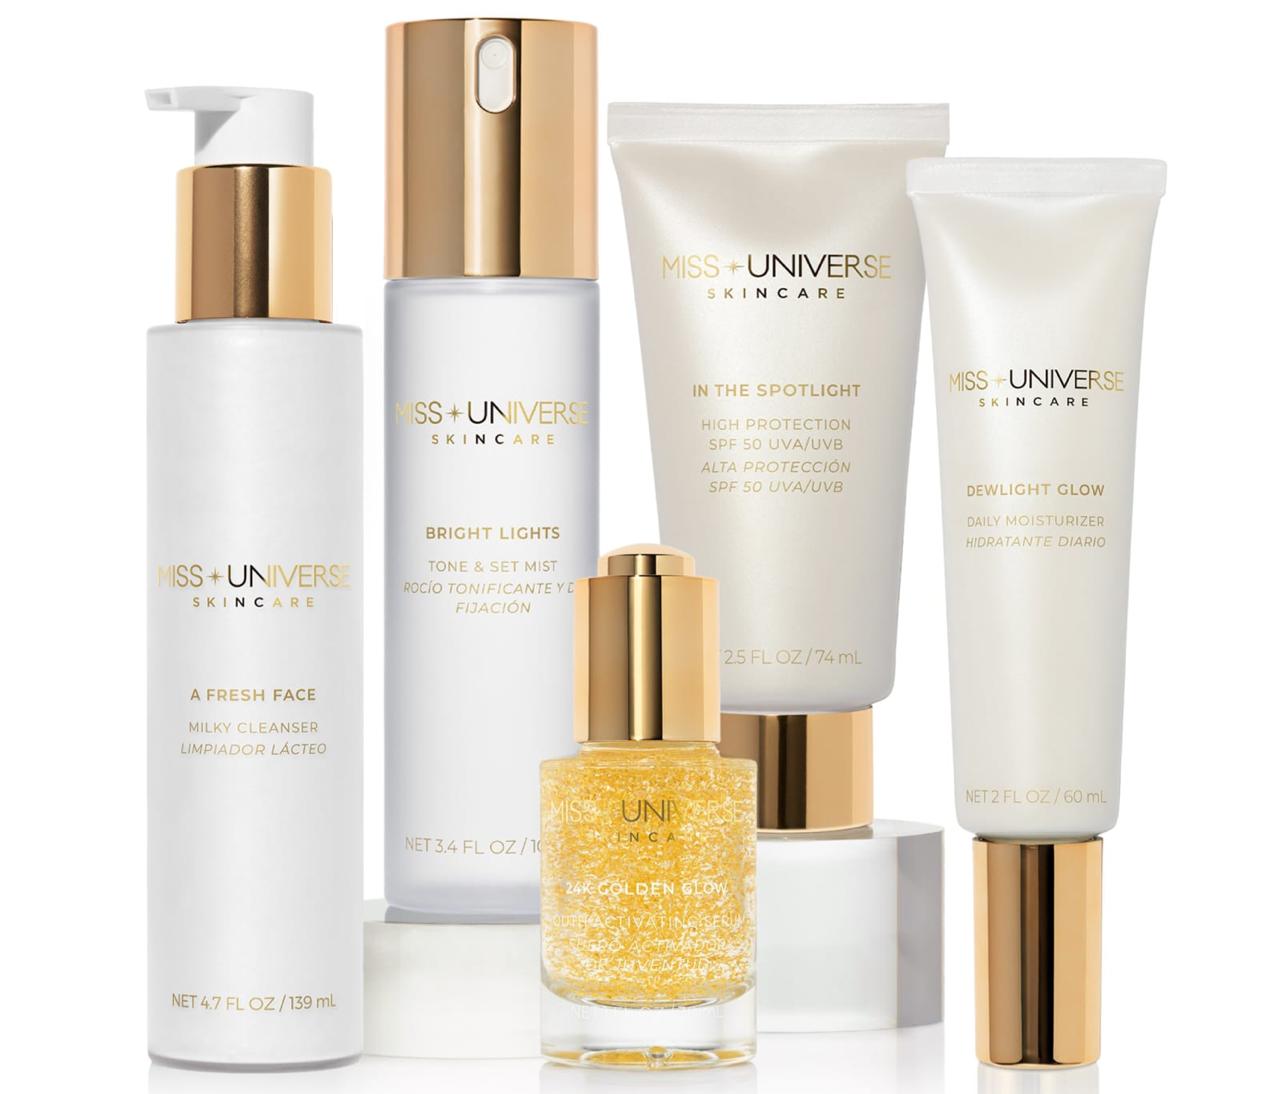 MISS UNIVERSE
SKINCARE
A FRESH FACE
MILKY CLEANSER
LIMPIADOR LÁCTEO
NET 4.7 FL OZ / 139 mL
MISS UNIVERSE
SKINCARE
BRIGHT LIGHTS
TONE & SET MIST
ROCÍO TONIFICANTE Y
FIJACIÓN
NET 3.4 FL OZ /
MISS UNIVERSE
24K GOLDEN GLOW
MISS UNIVERSE
SKINCARE
IN THE SPOTLIGHT
HIGH PROTECTION
SPF 50 UVA/UVB
ALTA PROTECCIÓN
SPF 50 UVA/UVB
2.5 FL OZ / 74 mL
MISS UNIVERSE
SKINCARE
DEWLIGHT GLOW
DAILY MOISTURIZER
HIDRATANTE DIARIO
NET 2 FL OZ / 60 mL